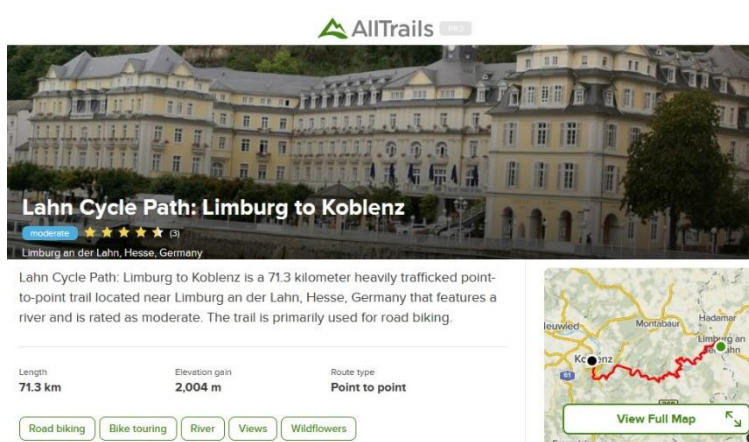 AllTrails PRO
Lahn Cycle Path: Limburg to Koblenz
moderate (3)
Limburg an der Lahn, Hesse, Germany
Lahn Cycle Path: Limburg to Koblenz is a 71.3 kilometer heavily trafficked point-
to-point trail located near Limburg an der Lahn, Hesse, Germany that features a
river and is rated as moderate. The trail is primarily used for road biking.
Length
71.3 km
Elevation gain
2,004 m
Route type
Point to point
Road biking
Bike touring
River
Views
Wildflowers
Montabaur
Hadamar
61
View Full Map